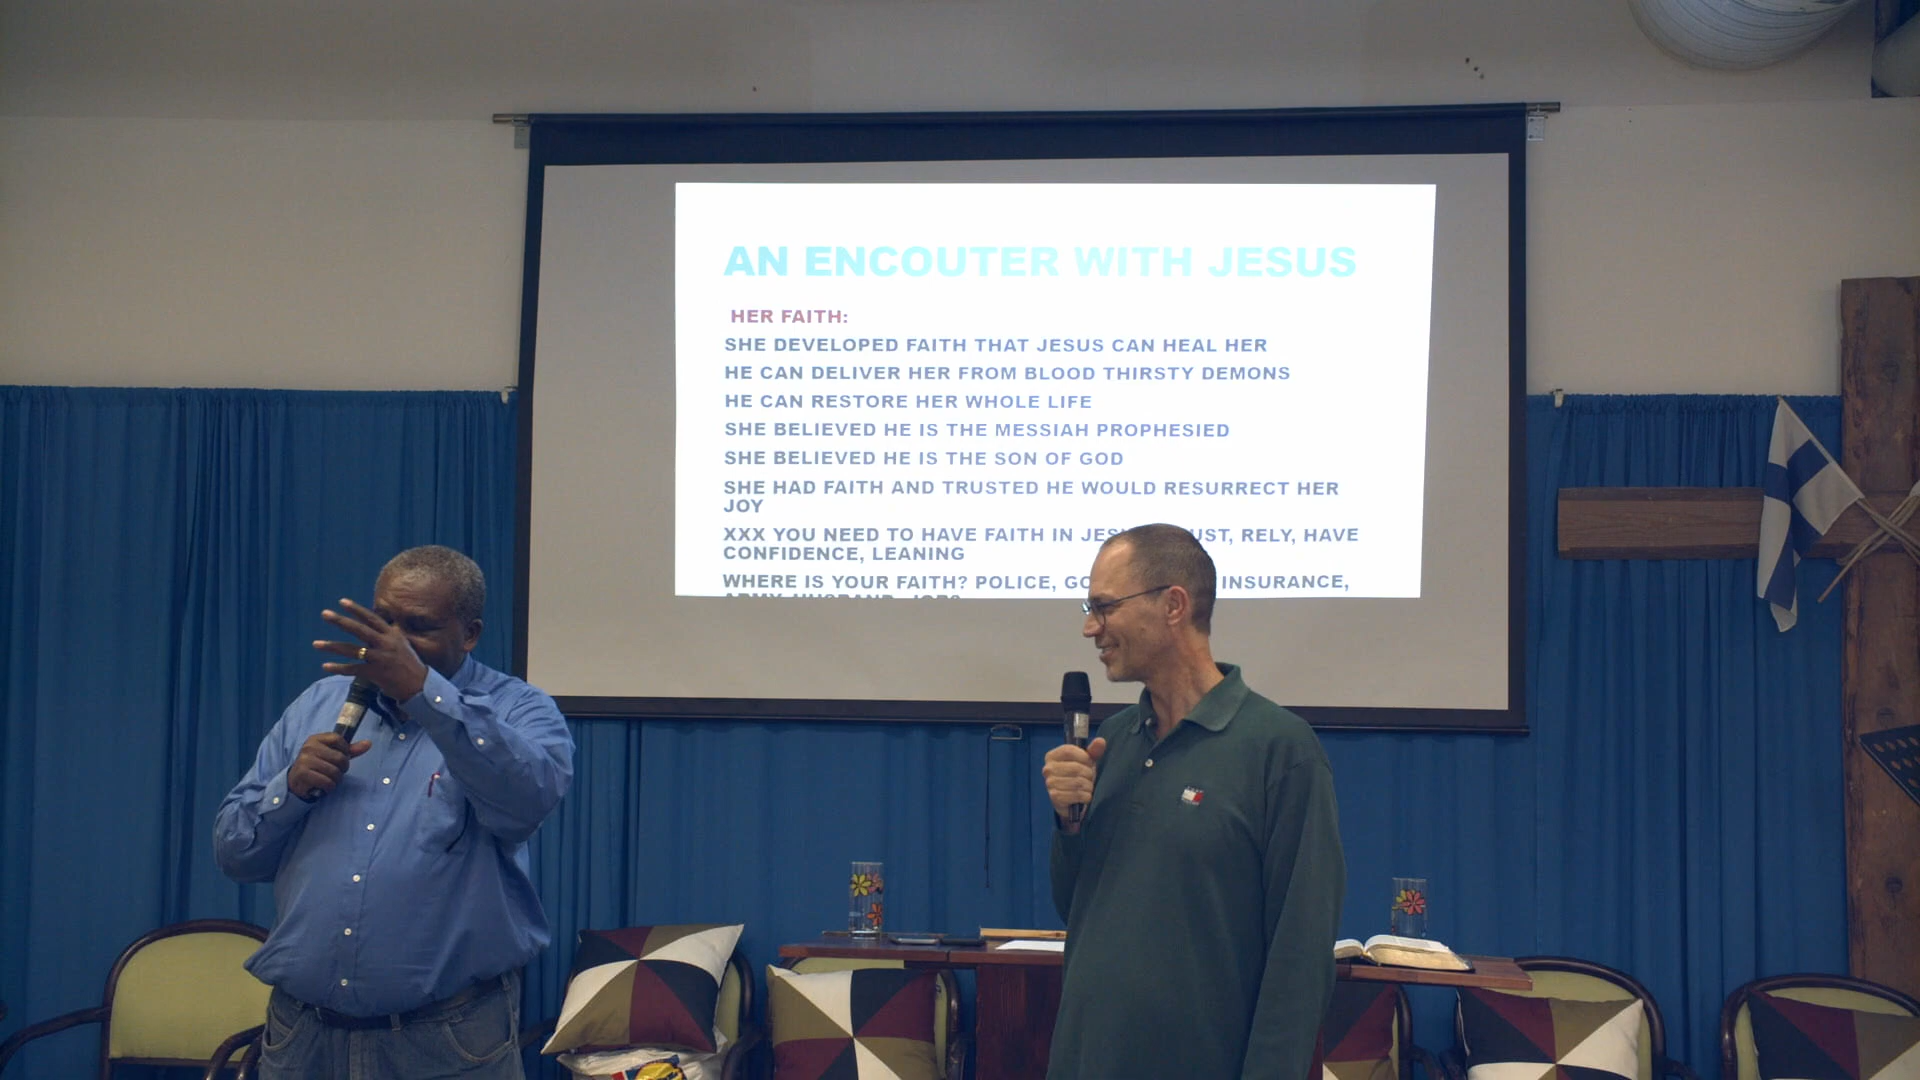 AN ENCOUTER WITH JESUS
HER FAITH:
SHE DEVELOPED FAITH THAT JESUS CAN HEAL HER
HE CAN DELIVER HER FROM BLOOD THIRSTY DEMONS
HE CAN RESTORE HER WHOLE LIFE
SHE BELIEVED HE IS THE MESSIAH PROPHESIED
SHE BELIEVED HE IS THE SON OF GOD
SHE HAD FAITH AND TRUSTED HE WOULD RESURRECT HER
JOY
XXX YOU NEED TO HAVE FAITH IN RELY, HAVE
CONFIDENCE, LEANING
WHERE IS YOUR FAITH? POLICE, INSURANCE,